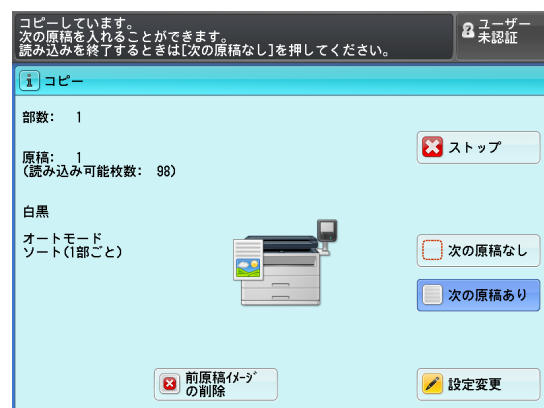 コピーしています。
次の原稿を入れることができます。
読み込みを終了するときは[次の原稿なし]を押してください。
ユーザー
未認証
コピー
部数： 1
原稿： 1
(読み込み可能枚数： 98)
白黒
オートモード
ソート(1部ごと)
ストップ
次の原稿なし
次の原稿あり
前原稿ｲﾒｰｼﾞ
の削除
設定変更